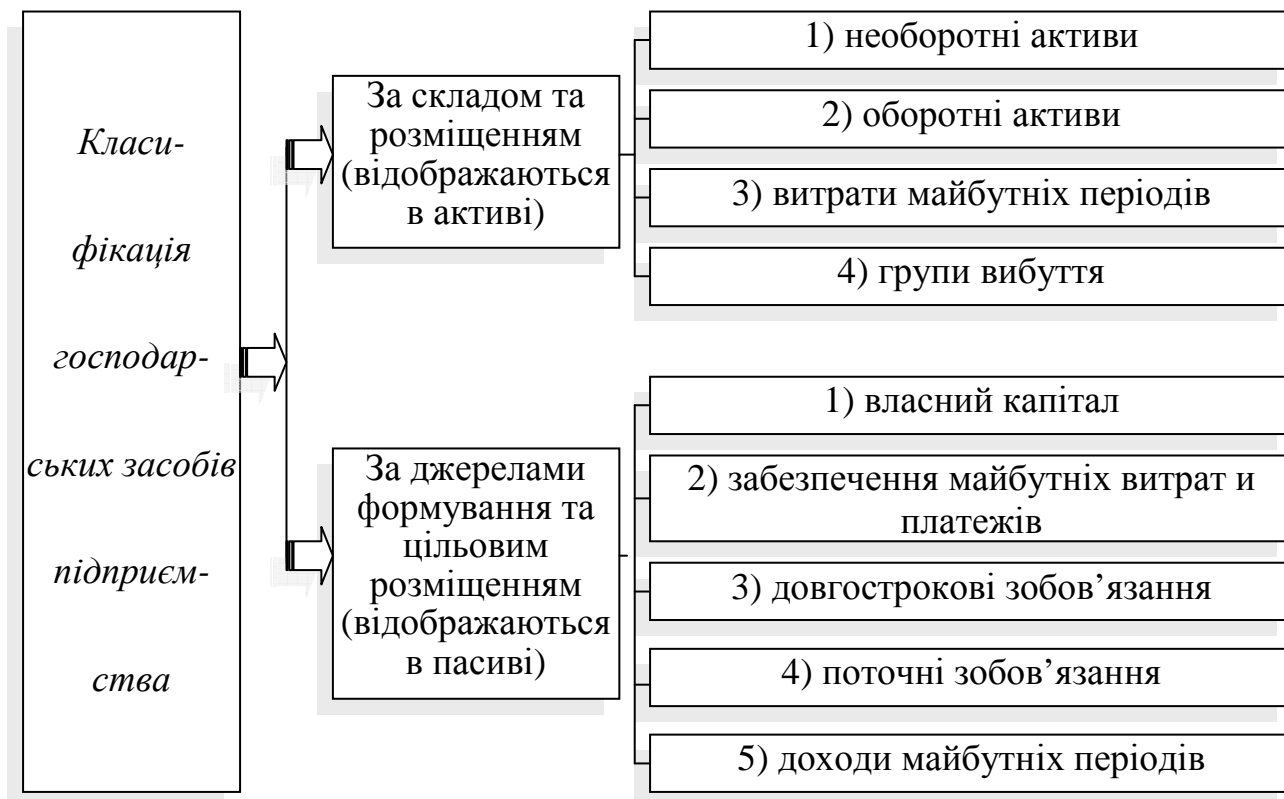 Класи-
фікація
господар-
ських засобів
підприєм-
ства
За складом та
розміщенням
(відображаються
в активі)
1) необоротні активи
2) оборотні активи
3) витрати майбутніх періодів
4) групи вибуття
За джерелами
формування та
цільовим
розміщенням
(відображаються
в пасиві)
1) власний капітал
2) забезпечення майбутніх витрат и
платежів
3) довгострокові зобов’язання
4) поточні зобов’язання
5) доходи майбутніх періодів